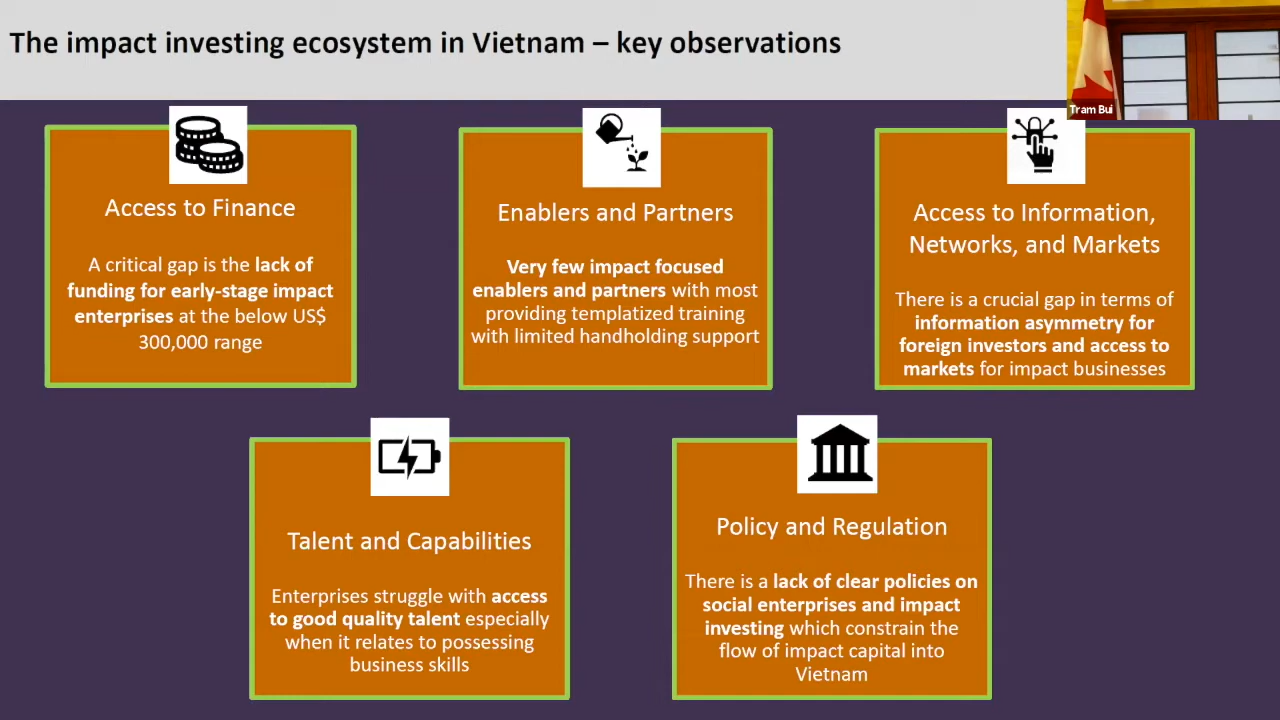 The impact investing ecosystem in Vietnam – key observations
Tram Bui
Access to Finance
A critical gap is the lack of
funding for early-stage impact
enterprises at the below US$
300,000 range
Enablers and Partners
Very few impact focused
enablers and partners with most
providing templatized training
with limited handholding support
Access to Information,
Networks, and Markets
There is a crucial gap in terms of
information asymmetry for
foreign investors and access to
markets for impact businesses
Talent and Capabilities
Enterprises struggle with access
to good quality talent especially
when it relates to possessing
business skills
Policy and Regulation
There is a lack of clear policies on
social enterprises and impact
investing which constrain the
flow of impact capital into
Vietnam